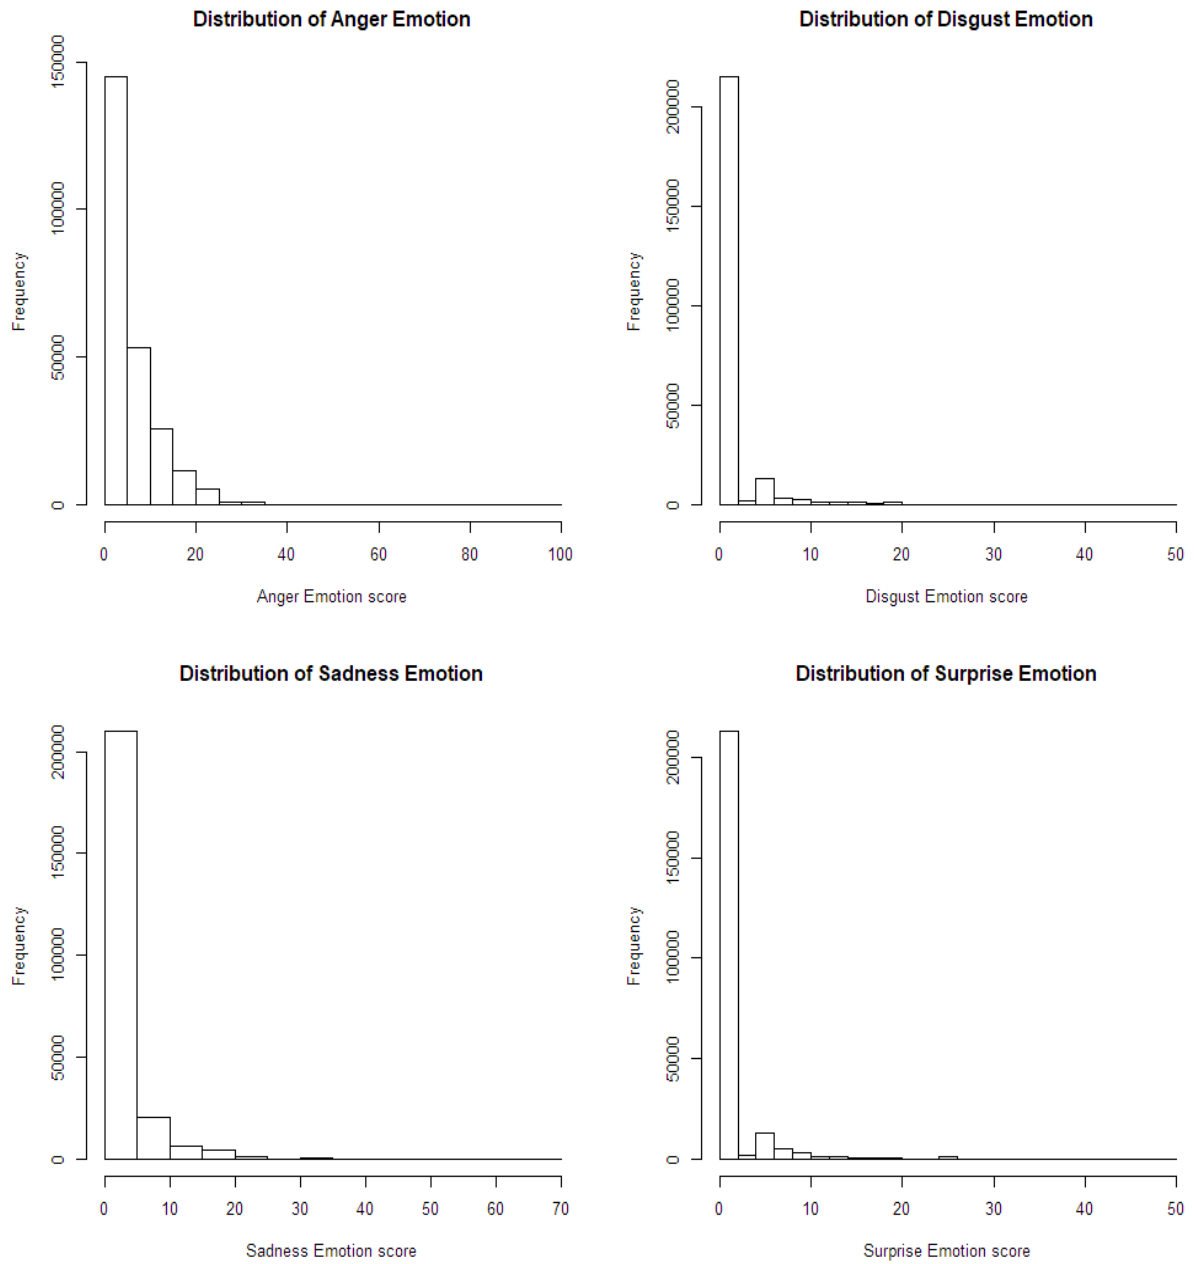 Distribution of Anger Emotion
150000
100000
50000
0
Frequency
0 20 40 60 80 100
Anger Emotion score
Distribution of Disgust Emotion
200000
150000
100000
50000
0
Frequency
0 10 20 30 40 50
Disgust Emotion score
Distribution of Sadness Emotion
200000
150000
100000
50000
0
Frequency
0 10 20 30 40 50 60 70
Sadness Emotion score
Distribution of Surprise Emotion
200000
150000
100000
50000
0
Frequency
0 10 20 30 40 50
Surprise Emotion score